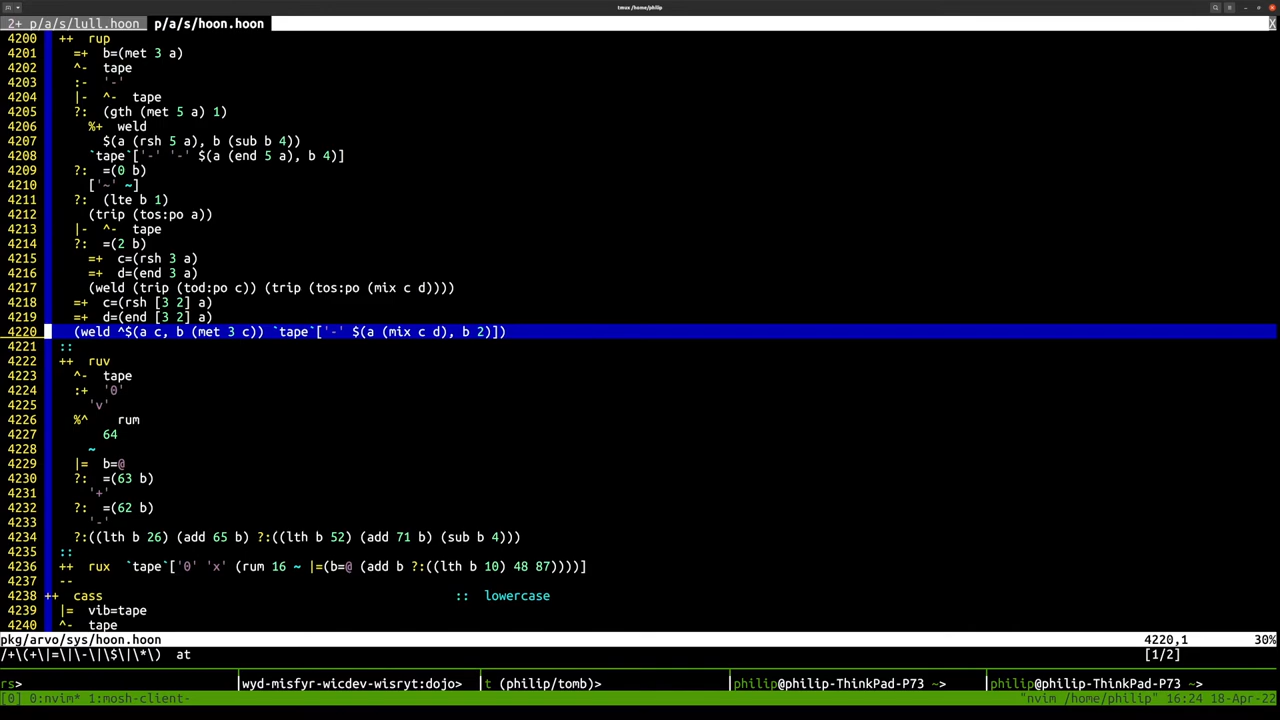 tmux /home/philip
2+ p/a/s/lull.hoon  p/a/s/hoon.hoon  X
4200   ++  rup
4201     =+  b=(met 3 a)
4202     ^-  tape
4203     :-  '-'
4204     |-  ^-  tape
4205     ?:  (gth (met 5 a) 1)
4206       %+  weld
4207         $(a (rsh 5 a), b (sub b 4))
4208       `tape`['-' '-' $(a (end 5 a), b 4)]
4209     ?:  =(0 b)
4210       ['~' ~]
4211     ?:  (lte b 1)
4212       (trip (tos:po a))
4213     |-  ^-  tape
4214     ?:  =(2 b)
4215       =+  c=(rsh 3 a)
4216       =+  d=(end 3 a)
4217       (weld (trip (tod:po c)) (trip (tos:po (mix c d))))
4218     =+  c=(rsh [3 2] a)
4219     =+  d=(end [3 2] a)
4220     (weld ^$(a c, b (met 3 c)) `tape`['-' $(a (mix c d), b 2)])
4221   ::
4222   ++  ruv
4223     ^-  tape
4224     :+  '0'
4225       'v'
4226     %^    rum
4227         64
4228       ~
4229     |=  b=@
4230     ?:  =(63 b)
4231       '+'
4232     ?:  =(62 b)
4233       '-'
4234     ?:((lth b 26) (add 65 b) ?:((lth b 52) (add 71 b) (sub b 4)))
4235   ::
4236   ++  rux  `tape`['0' 'x' (rum 16 ~ |=(b=@ (add b ?:((lth b 10) 48 87))))]
4237   --
4238 ++  cass                                                ::  lowercase
4239   |=  vib=tape
4240   ^-  tape
pkg/arvo/sys/hoon.hoon  4220,1  30%
/+\(+\|=\|\-\|\$\|\*\)  at  [1/2]
rs>  |wyd-misfyr-wicdev-wisryt:dojo>  t (philip/tomb)>  |philip@philip-ThinkPad-P73 ~>  |philip@philip-ThinkPad-P73 ~>
[0] 0:nvim* 1:mosh-client-  "nvim /home/philip" 16:24 18-Apr-22